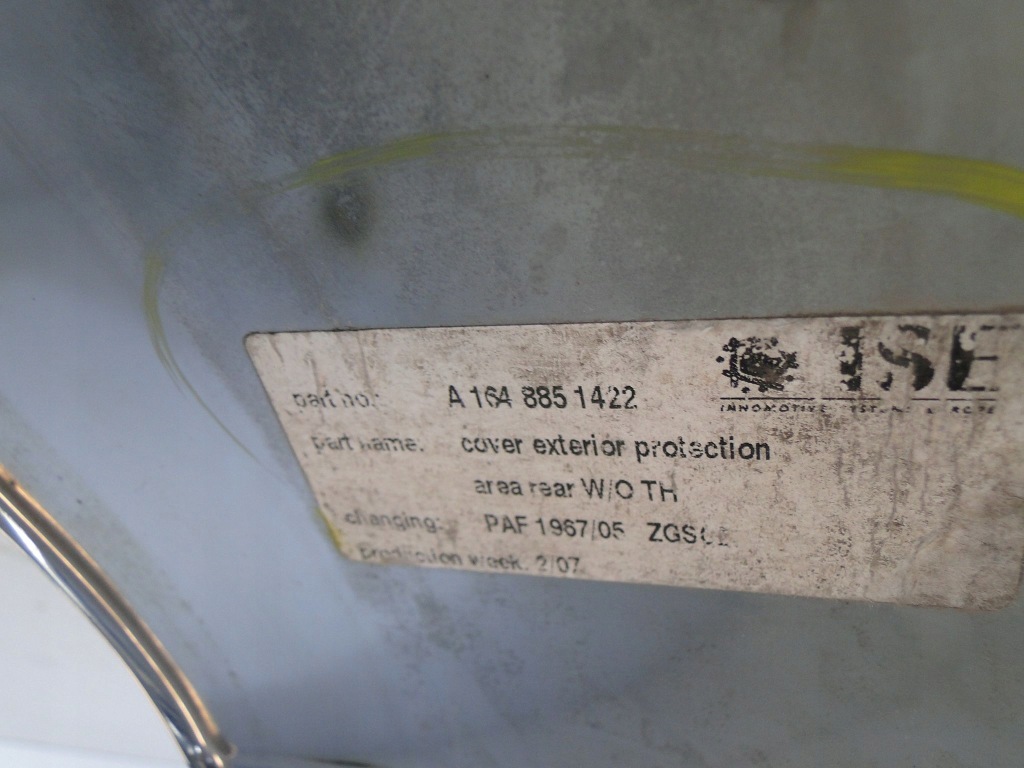 ISE
INNOMOTIVE
part no.: A 164 885 1422
part name: cover exterior protection
area rear W/O TH
changing: PAF 1967/05
Production week: 2/07